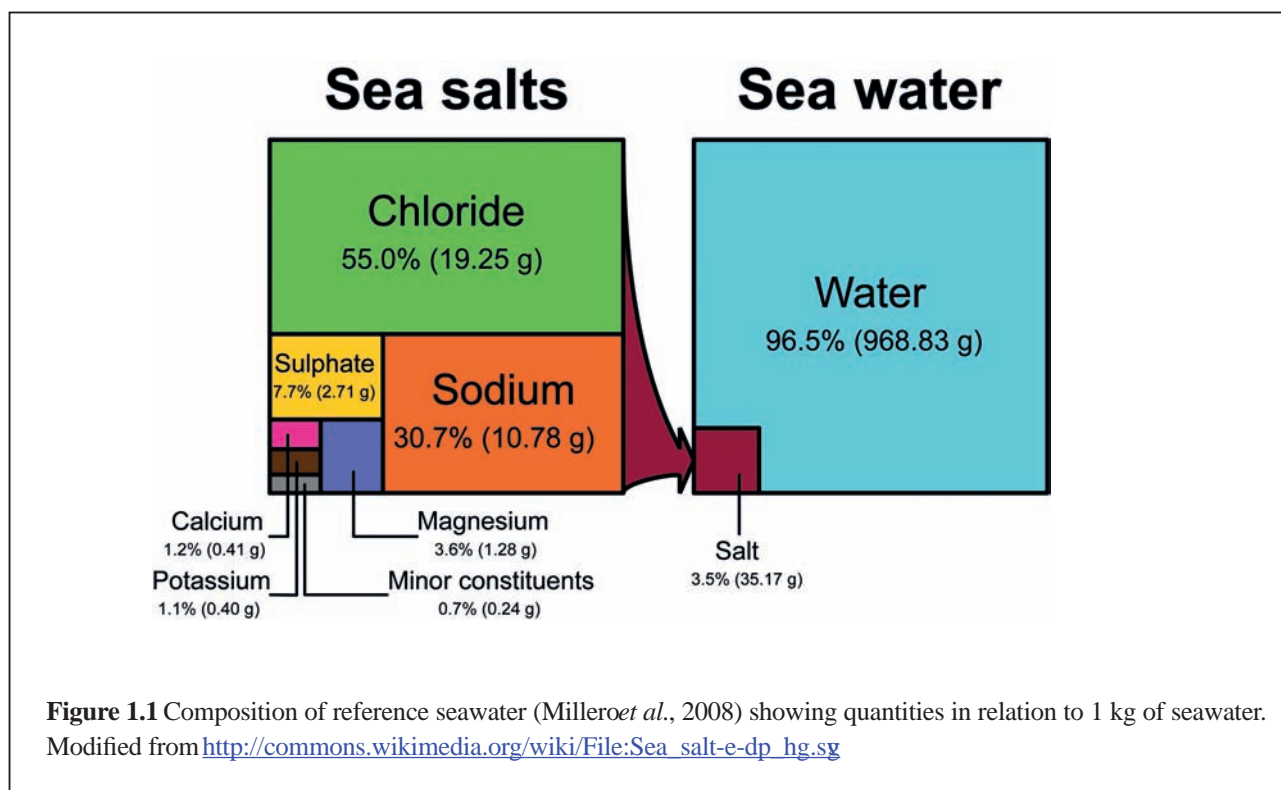 Sea salts
Sea water
Chloride
55.0% (19.25 g)
Sulphate
7.7% (2.71 g)
Sodium
30.7% (10.78 g)
Water
96.5% (968.83 g)
Calcium
1.2% (0.41 g)
Magnesium
3.6% (1.28 g)
Potassium
1.1% (0.40 g)
Minor constituents
0.7% (0.24 g)
Salt
3.5% (35.17 g)
Figure 1.1 Composition of reference seawater (Milleroet al., 2008) showing quantities in relation to 1 kg of seawater.
Modified from http://commons.wikimedia.org/wiki/File:Sea_salt-e-dp_hg.svg